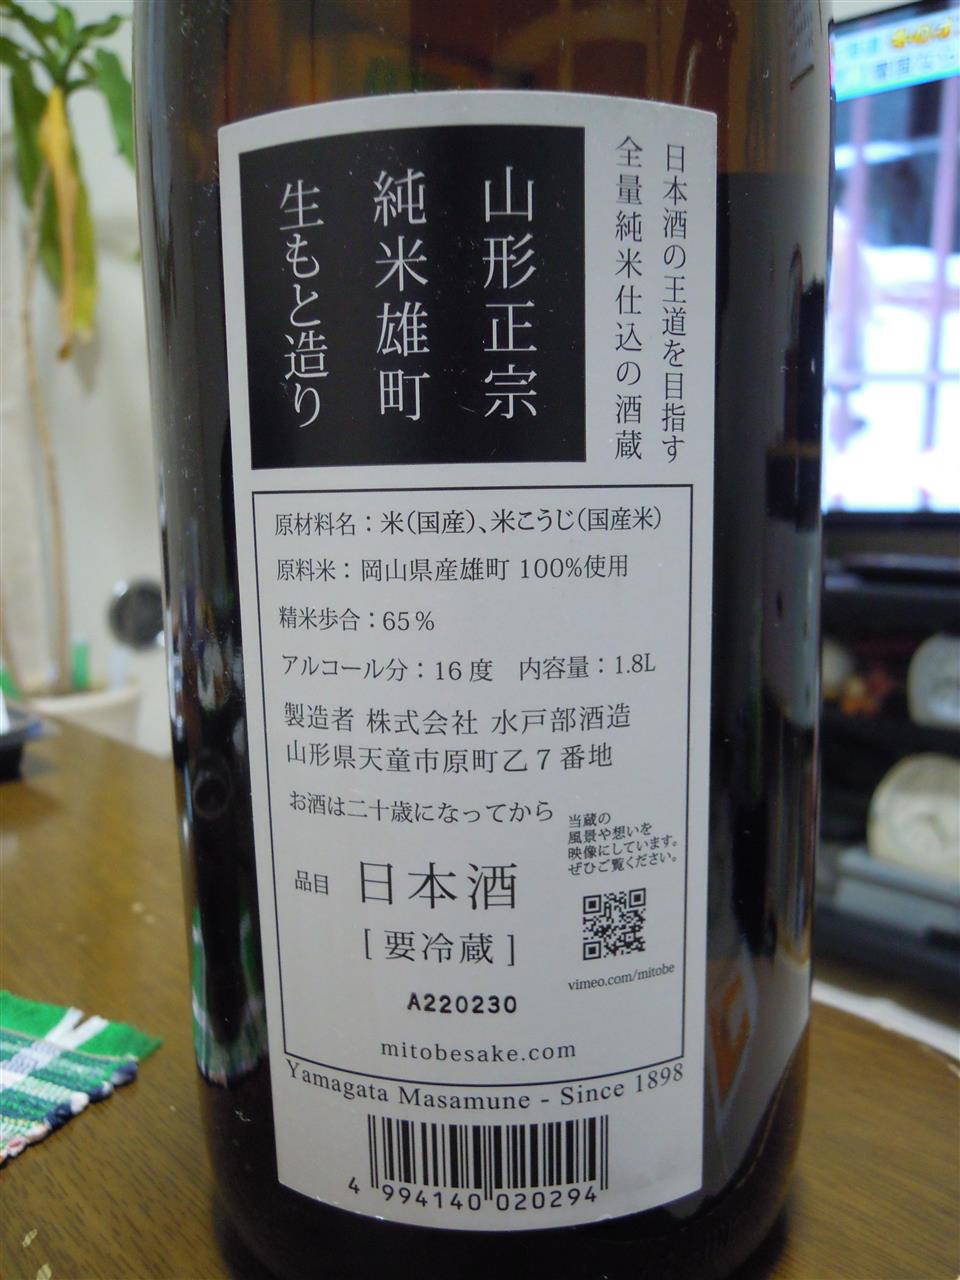 日本酒の王道を目指す
全量純米仕込の酒蔵
山形正宗
純米雄町
生もと造り
原材料名：米(国産)、米こうじ(国産米)
原料米：岡山県産雄町 100%使用
精米歩合：65%
アルコール分：16度　内容量：1.8L
製造者 株式会社 水戸部酒造
山形県天童市原町乙7番地
お酒は二十歳になってから
当蔵の
風景や想いを
映像にしています。
ぜひご覧ください。
品目 日本酒
[要冷蔵]
vimeo.com/mitobe
A220230
mitobesake.com
Yamagata Masamune - Since 1898
4 994140 020294